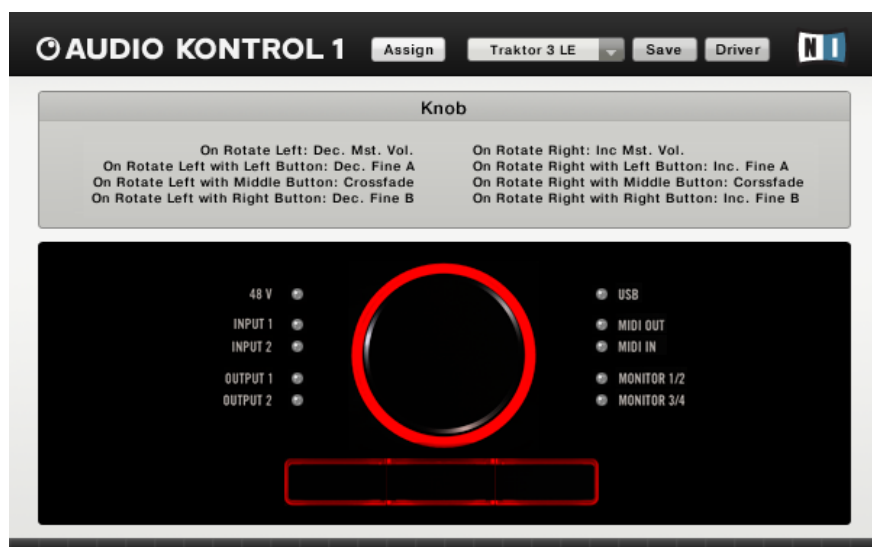 AUDIO KONTROL 1 Assign Traktor 3 LE Save Driver NI
Knob
On Rotate Left: Dec. Mst. Vol. On Rotate Right: Inc Mst. Vol.
On Rotate Left with Left Button: Dec. Fine A On Rotate Right with Left Button: Inc. Fine A
On Rotate Left with Middle Button: Crossfade On Rotate Right with Middle Button: Corssfade
On Rotate Left with Right Button: Dec. Fine B On Rotate Right with Right Button: Inc. Fine B
48 V USB
INPUT 1 MIDI OUT
INPUT 2 MIDI IN
OUTPUT 1 MONITOR 1/2
OUTPUT 2 MONITOR 3/4